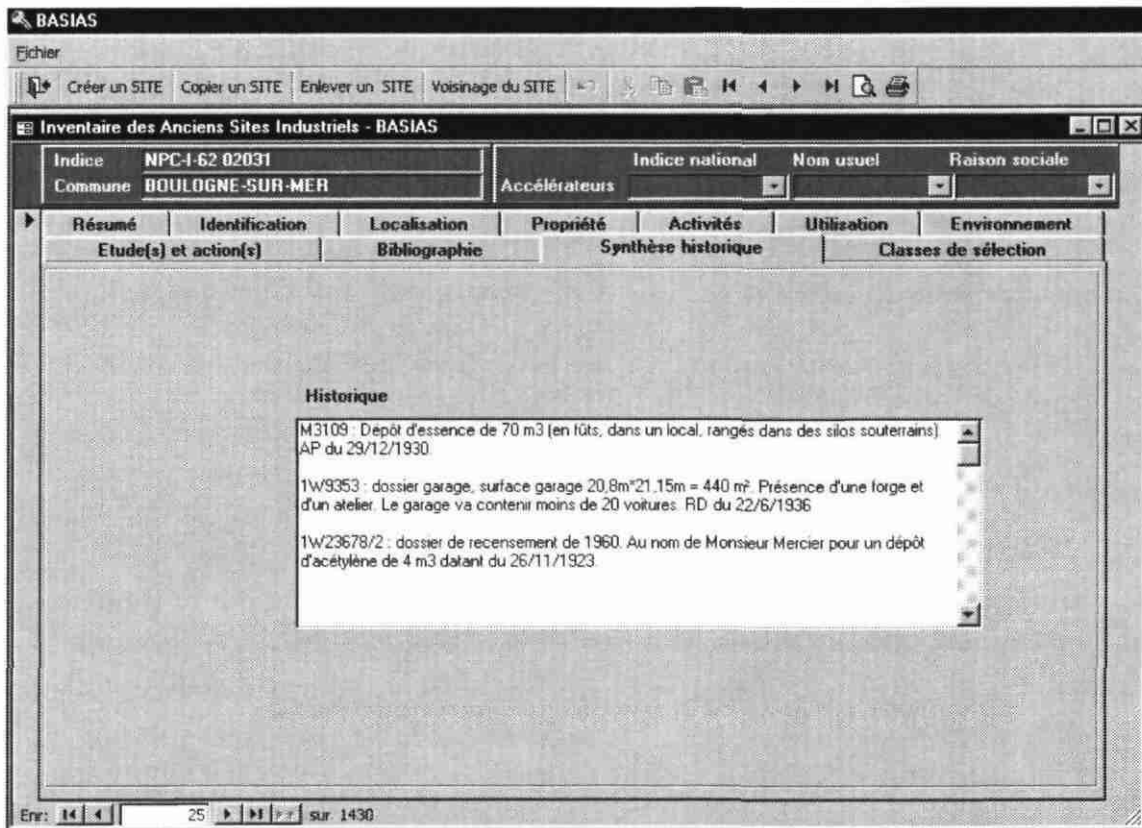 BASIAS
Fichier
Créer un SITE Copier un SITE Enlever un SITE Voisinage du SITE
Inventaire des Anciens Sites Industriels - BASIAS
Indice NPC-I-62 02031 Indice national Nom usuel Raison sociale
Commune BOULOGNE-SUR-MER Accélérateurs
Résumé Identification Localisation Propriété Activités Utilisation Environnement
Etude(s) et action(s) Bibliographie Synthèse historique Classes de sélection
Historique
M3109 : Dépôt d'essence de 70 m3 (en fûts, dans un local, rangés dans des silos souterrains)
AP du 29/12/1930.
1W9353 : dossier garage, surface garage 20,8m*21,15m = 440 m². Présence d'une forge et
d'un atelier. Le garage va contenir moins de 20 voitures. RD du 22/6/1936
1W23678/2 : dossier de recensement de 1960. Au nom de Monsieur Mercier pour un dépôt
d'acétylène de 4 m3 datant du 26/11/1923.
Enr: 25 sur 1430